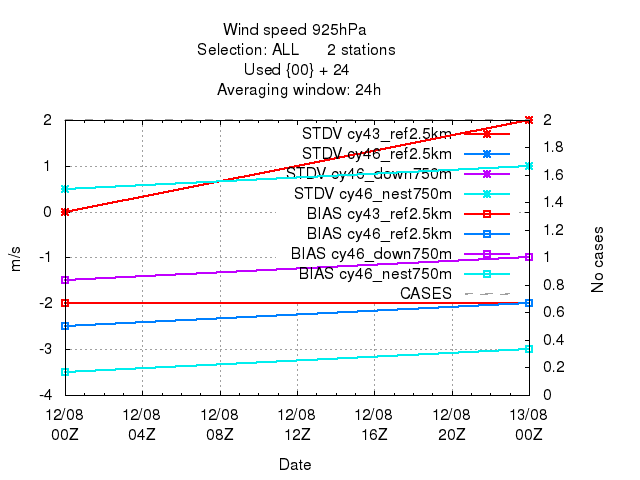 Wind speed 925hPa
Selection: ALL 2 stations
Used {00} + 24
Averaging window: 24h
2
1
0
-1
-2
-3
-4
m/s
2
1.8
1.6
1.4
1.2
1
0.8
0.6
0.4
0.2
0
No cases
STDV cy43_ref2.5km
STDV cy46_ref2.5km
STDV cy46_down750m
STDV cy46_nest750m
BIAS cy43_ref2.5km
BIAS cy46_ref2.5km
BIAS cy46_down750m
BIAS cy46_nest750m
CASES
12/08 12/08 12/08 12/08 12/08 12/08 13/08
00Z 04Z 08Z 12Z 16Z 20Z 00Z
Date